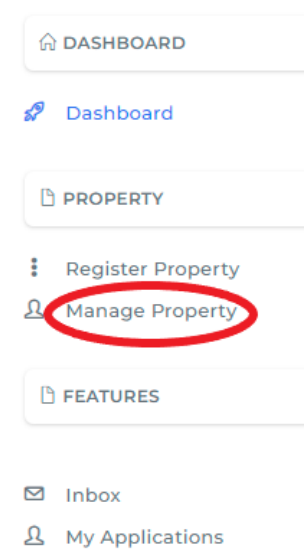 DASHBOARD
Dashboard
PROPERTY
Register Property
Manage Property
FEATURES
Inbox
My Applications